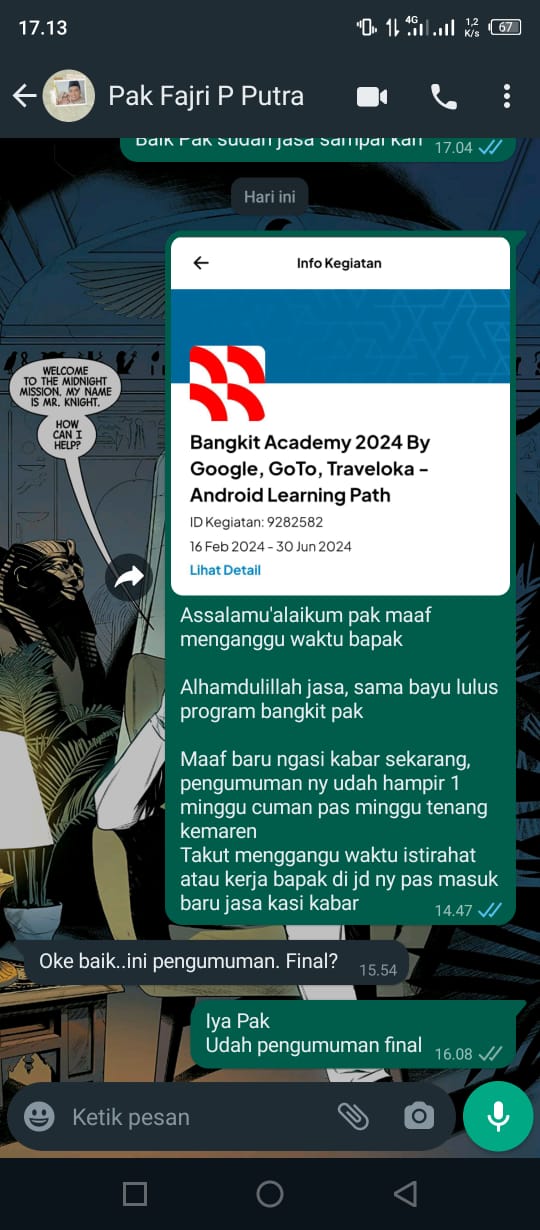 17.13
4G
1,2
K/s
67
Pak Fajri P Putra
Baik Pak sudah jasa sampai kan
17.04
Hari ini
Info Kegiatan
WELCOME
TO THE MIDNIGHT
MISSION. MY NAME
IS MR. KNIGHT.
HOW
CAN I
HELP?
Bangkit Academy 2024 By
Google, GoTo, Traveloka -
Android Learning Path
ID Kegiatan: 9282582
16 Feb 2024 - 30 Jun 2024
Lihat Detail
Assalamu'alaikum pak maaf
menganggu waktu bapak
Alhamdulillah jasa, sama bayu lulus
program bangkit pak
Maaf baru ngasi kabar sekarang,
pengumuman ny udah hampir 1
minggu cuman pas minggu tenang
kemaren
Takut menggangu waktu istirahat
atau kerja bapak di jd ny pas masuk
baru jasa kasi kabar
14.47
Oke baik..ini pengumuman. Final?
15.54
Iya Pak
Udah pengumuman final
16.08
Ketik pesan